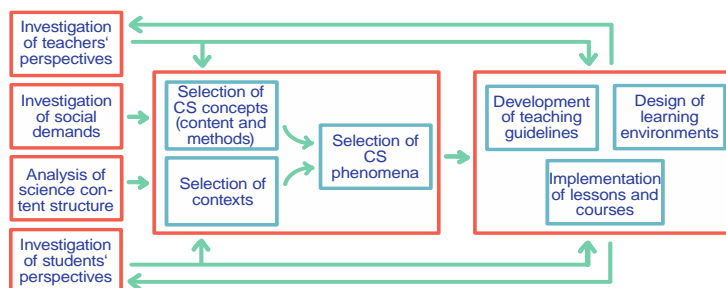 Investigation
of teachers‘
perspectives
Investigation
of social
demands
Analysis of
science con-
tent structure
Investigation
of students‘
perspectives
Selection of
CS concepts
(content and
methods)
Selection of
contexts
Selection of
CS
phenomena
Development
of teaching
guidelines
Design of
learning
environments
Implementation
of lessons and
courses